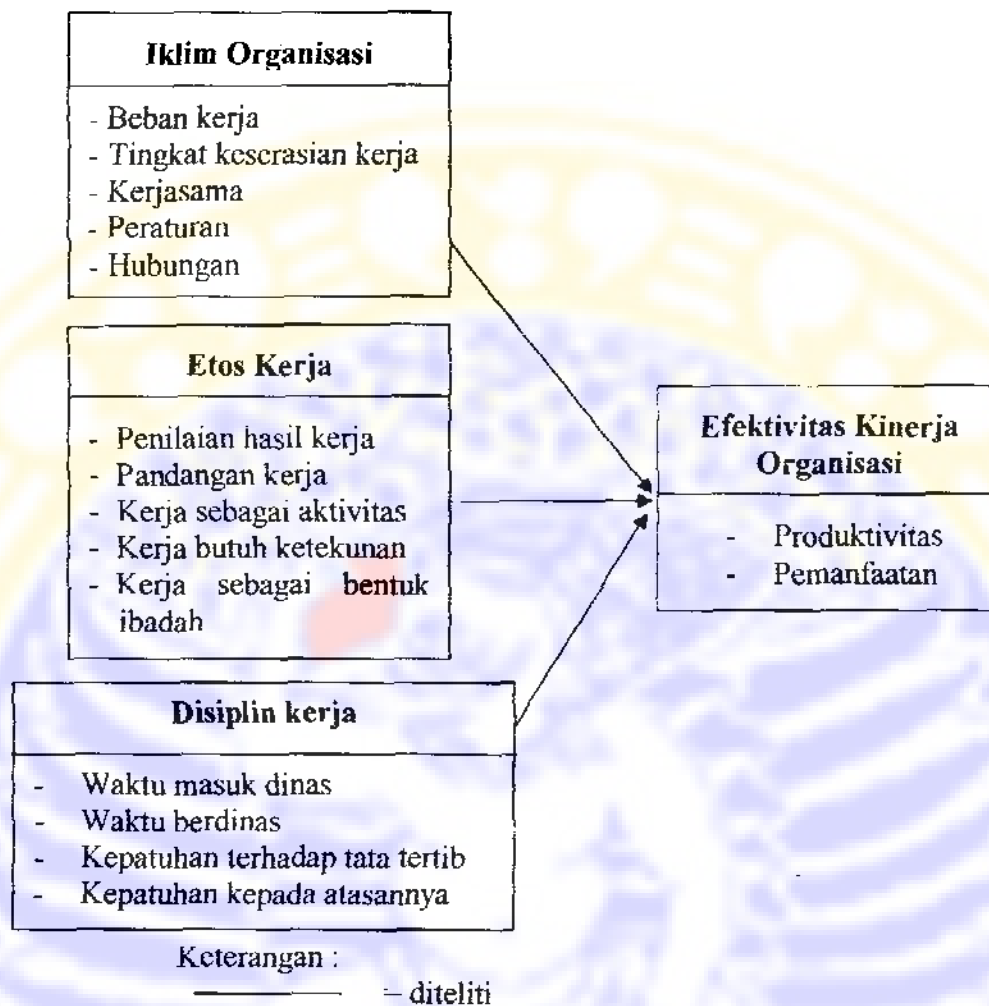 Iklim Organisasi
- Beban kerja
- Tingkat keserasian kerja
- Kerjasama
- Peraturan
- Hubungan
Etos Kerja
- Penilaian hasil kerja
- Pandangan kerja
- Kerja sebagai aktivitas
- Kerja butuh ketekunan
- Kerja sebagai bentuk
ibadah
Disiplin kerja
- Waktu masuk dinas
- Waktu berdinas
- Kepatuhan terhadap tata tertib
- Kepatuhan kepada atasannya
Efektivitas Kinerja
Organisasi
- Produktivitas
- Pemanfaatan
Keterangan :
= diteliti